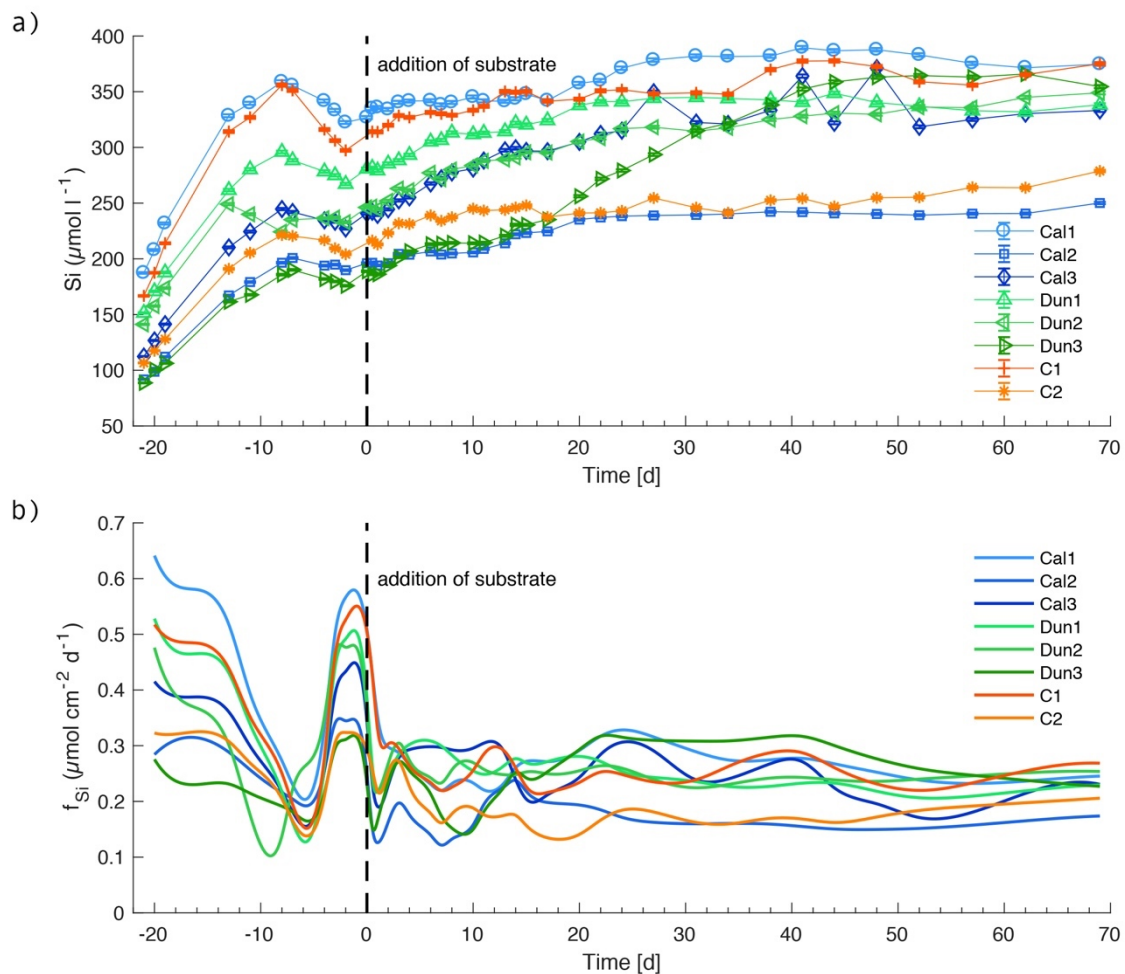 a)
400
350
300
250
200
150
100
50
Si (μmol l⁻¹)
addition of substrate
Cal1
Cal2
Cal3
Dun1
Dun2
Dun3
C1
C2
-20 -10 0 10 20 30 40 50 60 70
Time [d]
b)
0.7
0.6
0.5
0.4
0.3
0.2
0.1
0
f_Si (μmol cm⁻² d⁻¹)
addition of substrate
Cal1
Cal2
Cal3
Dun1
Dun2
Dun3
C1
C2
-20 -10 0 10 20 30 40 50 60 70
Time [d]